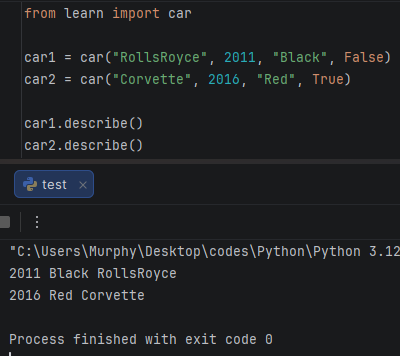 from learn import car
car1 = car("RollsRoyce", 2011, "Black", False)
car2 = car("Corvette", 2016, "Red", True)
car1.describe()
car2.describe()
test
"C:\Users\Murphy\Desktop\codes\Python\Python 3.12
2011 Black RollsRoyce
2016 Red Corvette
Process finished with exit code 0